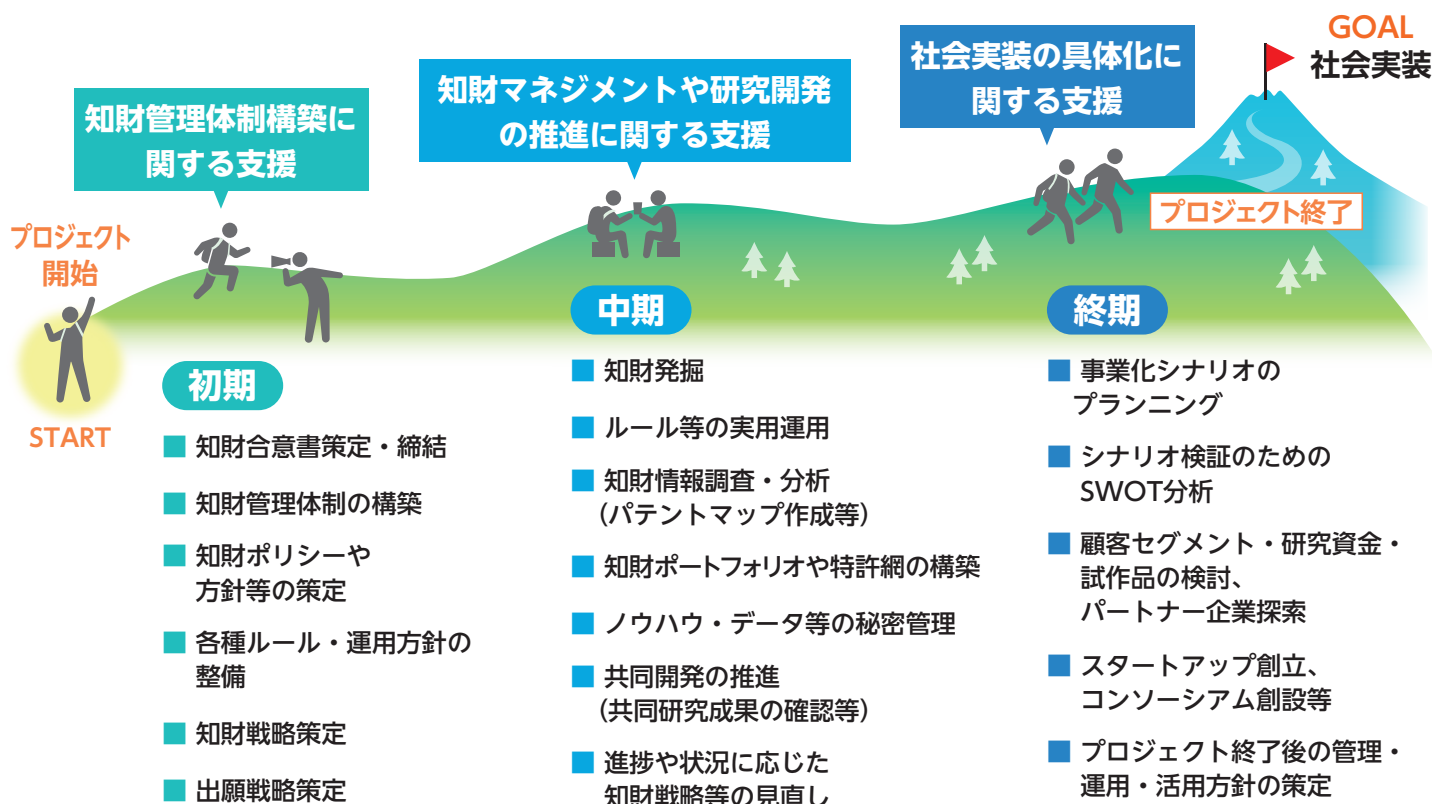 GOAL
社会実装
知財管理体制構築に
関する支援
知財マネジメントや研究開発
の推進に関する支援
社会実装の具体化に
関する支援
プロジェクト
開始
START
プロジェクト終了
初期
■ 知財合意書策定・締結
■ 知財管理体制の構築
■ 知財ポリシーや
方針等の策定
■ 各種ルール・運用方針の
整備
■ 知財戦略策定
■ 出願戦略策定
中期
■ 知財発掘
■ ルール等の実用運用
■ 知財情報調査・分析
(パテントマップ作成等)
■ 知財ポートフォリオや特許網の構築
■ ノウハウ・データ等の秘密管理
■ 共同開発の推進
(共同研究成果の確認等)
■ 進捗や状況に応じた
知財戦略等の見直し
終期
■ 事業化シナリオの
プランニング
■ シナリオ検証のための
SWOT分析
■ 顧客セグメント・研究資金・
試作品の検討、
パートナー企業探索
■ スタートアップ創立、
コンソーシアム創設等
■ プロジェクト終了後の管理・
運用・活用方針の策定